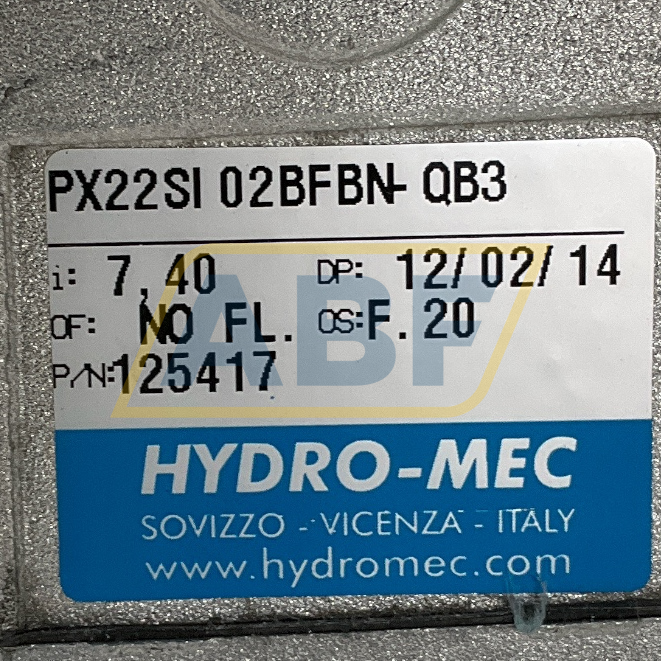 PX22SI 02BFBN- QB3
i: 7,40 DP: 12/02/14
OF: NO FL. OS:F.20
P/N:125417
ABF
HYDRO-MEC
SOVIZZO - VICENZA - ITALY
www.hydromec.com